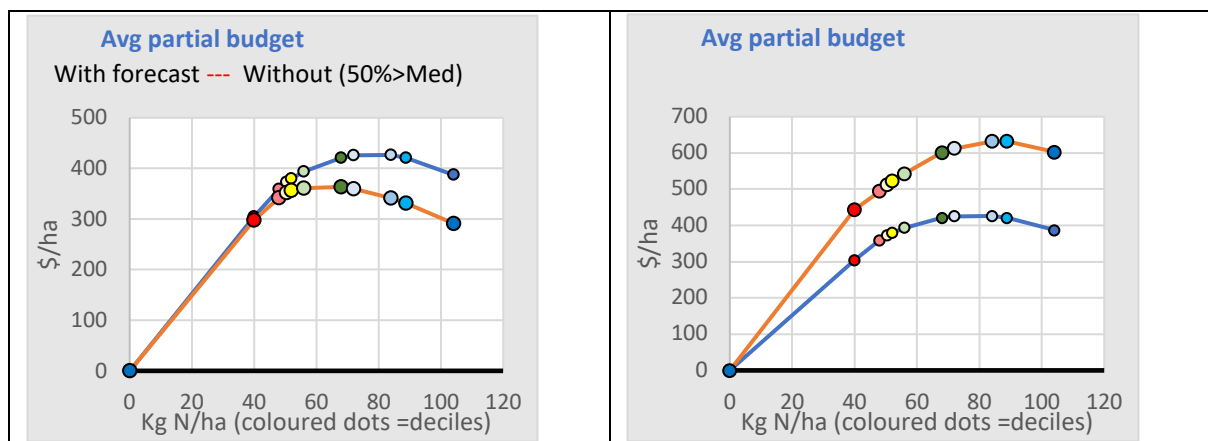 Avg partial budget
With forecast --- Without (50%>Med)
500
400
300
200
100
0
$/ha
0 20 40 60 80 100 120
Kg N/ha (coloured dots =deciles)
Avg partial budget
700
600
500
400
300
200
100
0
$/ha
0 20 40 60 80 100 120
Kg N/ha (coloured dots =deciles)